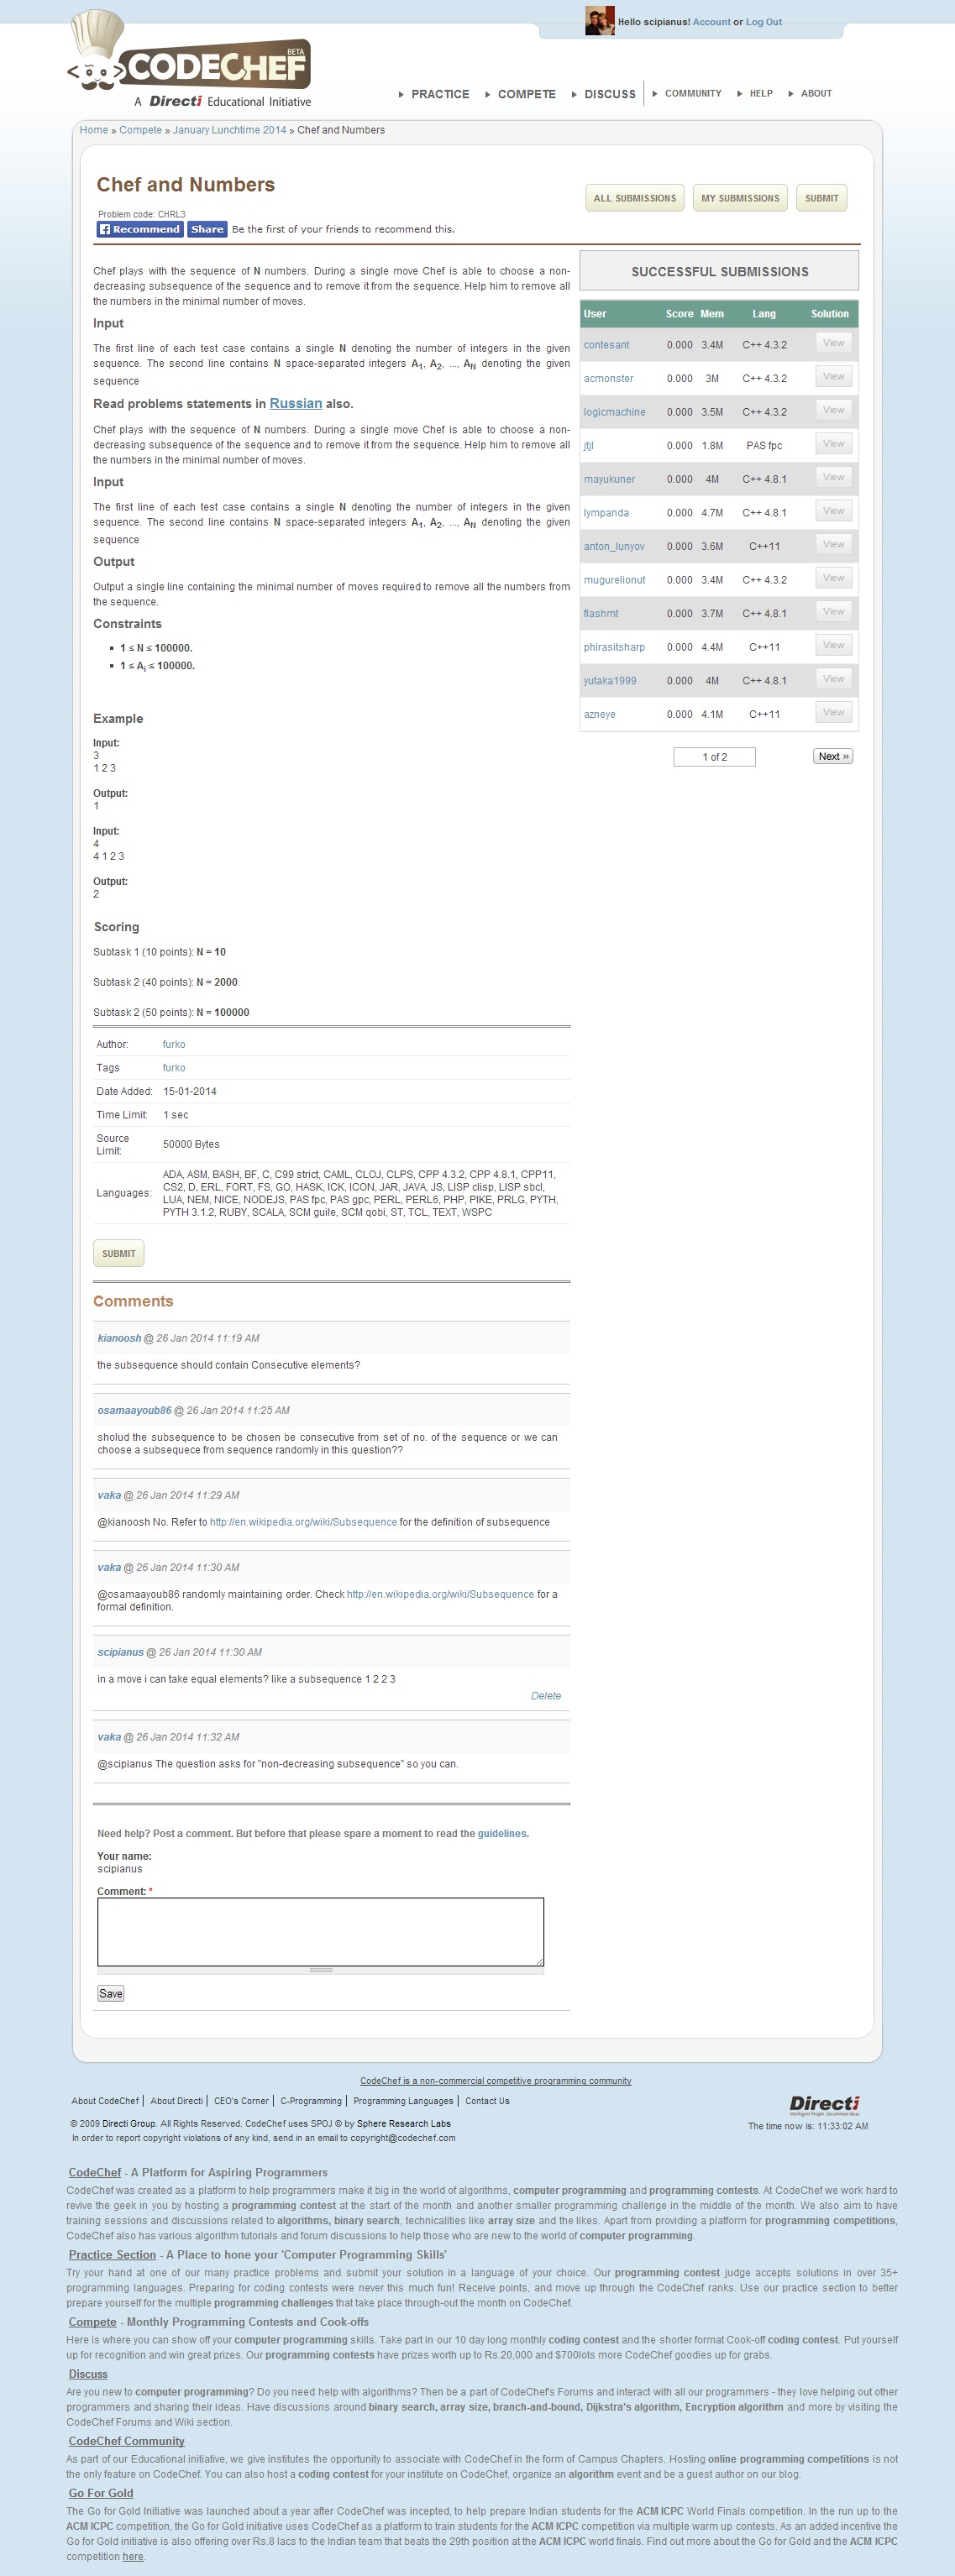 Hello scipianus! Account or Log Out
BETA
CODECHEF
A Directi Educational Initiative
PRACTICE COMPETE DISCUSS COMMUNITY HELP ABOUT
Home » Compete » January Lunchtime 2014 » Chef and Numbers
Chef and Numbers
ALL SUBMISSIONS MY SUBMISSIONS SUBMIT
Problem code: CHRL3
Recommend Share Be the first of your friends to recommend this.
Chef plays with the sequence of N numbers. During a single move Chef is able to choose a non-
decreasing subsequence of the sequence and to remove it from the sequence. Help him to remove all
the numbers in the minimal number of moves.
Input
The first line of each test case contains a single N denoting the number of integers in the given
sequence. The second line contains N space-separated integers A1, A2, ..., AN denoting the given
sequence
Read problems statements in Russian also.
Chef plays with the sequence of N numbers. During a single move Chef is able to choose a non-
decreasing subsequence of the sequence and to remove it from the sequence. Help him to remove all
the numbers in the minimal number of moves.
Input
The first line of each test case contains a single N denoting the number of integers in the given
sequence. The second line contains N space-separated integers A1, A2, ..., AN denoting the given
sequence
Output
Output a single line containing the minimal number of moves required to remove all the numbers from
the sequence.
Constraints
1 ≤ N ≤ 100000.
1 ≤ Ai ≤ 100000.
Example
Input:
3
1 2 3
Output:
1
Input:
4
4 1 2 3
Output:
2
Scoring
Subtask 1 (10 points): N = 10
Subtask 2 (40 points): N = 2000
Subtask 2 (50 points): N = 100000
Author: furko
Tags furko
Date Added: 15-01-2014
Time Limit: 1 sec
Source
Limit: 50000 Bytes
Languages: ADA, ASM, BASH, BF, C, C99 strict, CAML, CLOJ, CLPS, CPP 4.3.2, CPP 4.8.1, CPP11,
CS2, D, ERL, FORT, FS, GO, HASK, ICK, ICON, JAR, JAVA, JS, LISP clisp, LISP sbcl,
LUA, NEM, NICE, NODEJS, PAS fpc, PAS gpc, PERL, PERL6, PHP, PIKE, PRLG, PYTH,
PYTH 3.1.2, RUBY, SCALA, SCM guile, SCM qobi, ST, TCL, TEXT, WSPC
SUBMIT
SUCCESSFUL SUBMISSIONS
User Score Mem Lang Solution
contesant 0.000 3.4M C++ 4.3.2 View
acmonster 0.000 3M C++ 4.3.2 View
logicmachine 0.000 3.5M C++ 4.3.2 View
jtjl 0.000 1.8M PAS fpc View
mayukuner 0.000 4M C++ 4.8.1 View
lympanda 0.000 4.7M C++ 4.8.1 View
anton_lunyov 0.000 3.6M C++11 View
mugurelionut 0.000 3.4M C++ 4.3.2 View
flashmt 0.000 3.7M C++ 4.8.1 View
phirasitsharp 0.000 4.4M C++11 View
yutaka1999 0.000 4M C++ 4.8.1 View
azneye 0.000 4.1M C++11 View
1 of 2 Next »
Comments
kianoosh @ 26 Jan 2014 11:19 AM
the subsequence should contain Consecutive elements?
osamaayoub86 @ 26 Jan 2014 11:25 AM
sholud the subsequence to be chosen be consecutive from set of no. of the sequence or we can
choose a subsequece from sequence randomly in this question??
vaka @ 26 Jan 2014 11:29 AM
@kianoosh No. Refer to http://en.wikipedia.org/wiki/Subsequence for the definition of subsequence
vaka @ 26 Jan 2014 11:30 AM
@osamaayoub86 randomly maintaining order. Check http://en.wikipedia.org/wiki/Subsequence for a
formal definition.
scipianus @ 26 Jan 2014 11:30 AM
in a move i can take equal elements? like a subsequence 1 2 2 3
Delete
vaka @ 26 Jan 2014 11:32 AM
@scipianus The question asks for "non-decreasing subsequence" so you can.
Need help? Post a comment. But before that please spare a moment to read the guidelines.
Your name:
scipianus
Comment: *
Save
CodeChef is a non-commercial competitive programming community
About CodeChef | About Directi | CEO's Corner | C-Programming | Programming Languages | Contact Us
Directi
Intelligent People. Uncommon Ideas.
© 2009 Directi Group. All Rights Reserved. CodeChef uses SPOJ © by Sphere Research Labs
The time now is: 11:33:02 AM
In order to report copyright violations of any kind, send in an email to copyright@codechef.com
CodeChef - A Platform for Aspiring Programmers
CodeChef was created as a platform to help programmers make it big in the world of algorithms, computer programming and programming contests. At CodeChef we work hard to
revive the geek in you by hosting a programming contest at the start of the month and another smaller programming challenge in the middle of the month. We also aim to have
training sessions and discussions related to algorithms, binary search, technicalities like array size and the likes. Apart from providing a platform for programming competitions,
CodeChef also has various algorithm tutorials and forum discussions to help those who are new to the world of computer programming.
Practice Section - A Place to hone your 'Computer Programming Skills'
Try your hand at one of our many practice problems and submit your solution in a language of your choice. Our programming contest judge accepts solutions in over 35+
programming languages. Preparing for coding contests were never this much fun! Receive points, and move up through the CodeChef ranks. Use our practice section to better
prepare yourself for the multiple programming challenges that take place through-out the month on CodeChef.
Compete - Monthly Programming Contests and Cook-offs
Here is where you can show off your computer programming skills. Take part in our 10 day long monthly coding contest and the shorter format Cook-off coding contest. Put yourself
up for recognition and win great prizes. Our programming contests have prizes worth up to Rs.20,000 and $700lots more CodeChef goodies up for grabs.
Discuss
Are you new to computer programming? Do you need help with algorithms? Then be a part of CodeChef's Forums and interact with all our programmers - they love helping out other
programmers and sharing their ideas. Have discussions around binary search, array size, branch-and-bound, Dijkstra's algorithm, Encryption algorithm and more by visiting the
CodeChef Forums and Wiki section.
CodeChef Community
As part of our Educational initiative, we give institutes the opportunity to associate with CodeChef in the form of Campus Chapters. Hosting online programming competitions is not
the only feature on CodeChef. You can also host a coding contest for your institute on CodeChef, organize an algorithm event and be a guest author on our blog.
Go For Gold
The Go for Gold Initiative was launched about a year after CodeChef was incepted, to help prepare Indian students for the ACM ICPC World Finals competition. In the run up to the
ACM ICPC competition, the Go for Gold initiative uses CodeChef as a platform to train students for the ACM ICPC competition via multiple warm up contests. As an added incentive the
Go for Gold initiative is also offering over Rs.8 lacs to the Indian team that beats the 29th position at the ACM ICPC world finals. Find out more about the Go for Gold and the ACM ICPC
competition here.